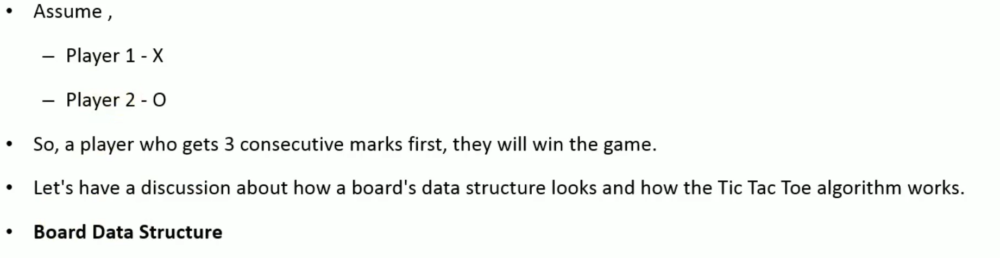 • Assume ,
– Player 1 - X
– Player 2 - O
• So, a player who gets 3 consecutive marks first, they will win the game.
• Let's have a discussion about how a board's data structure looks and how the Tic Tac Toe algorithm works.
• Board Data Structure